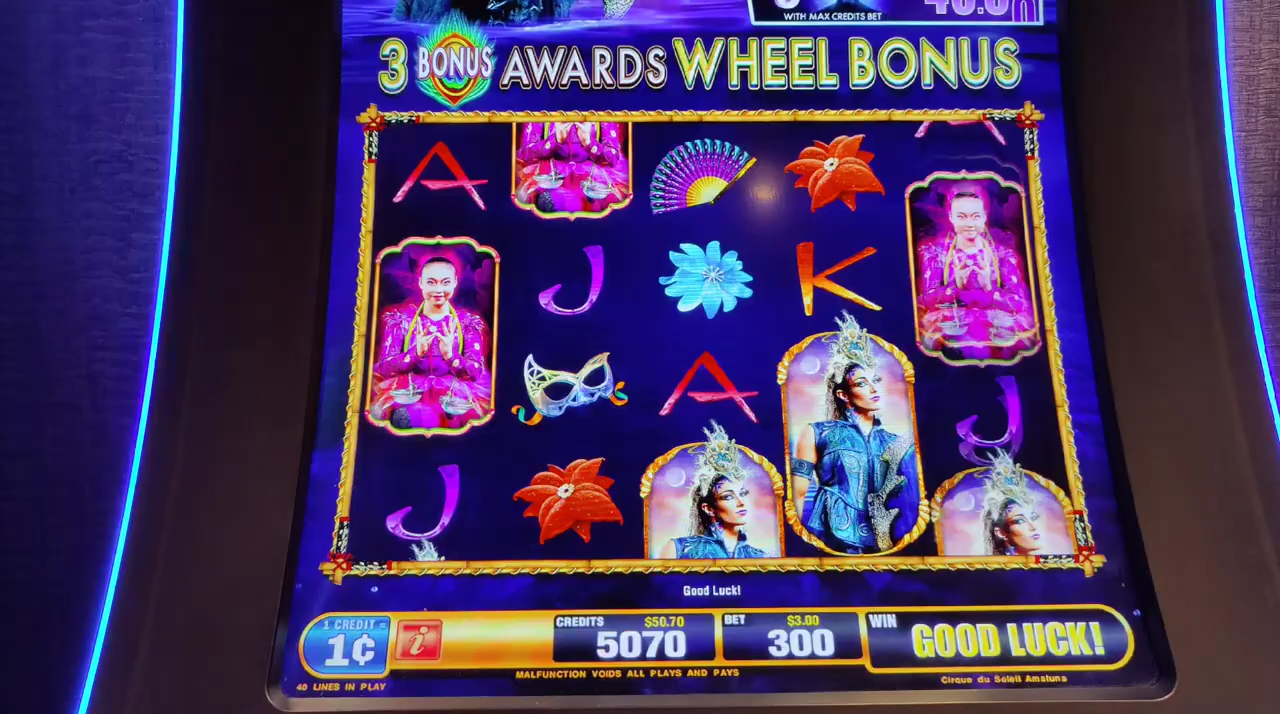 WITH MAX CREDITS BET
3 BONUS AWARDS WHEEL BONUS
A
J
K
A
J
J
Good Luck!
1 CREDIT =
1¢
i
CREDITS $50.70
5070
BET $3.00
300
WIN GOOD LUCK!
MALFUNCTION VOIDS ALL PLAYS AND PAYS
40 LINES IN PLAY
Cirque du Soleil Amaluna